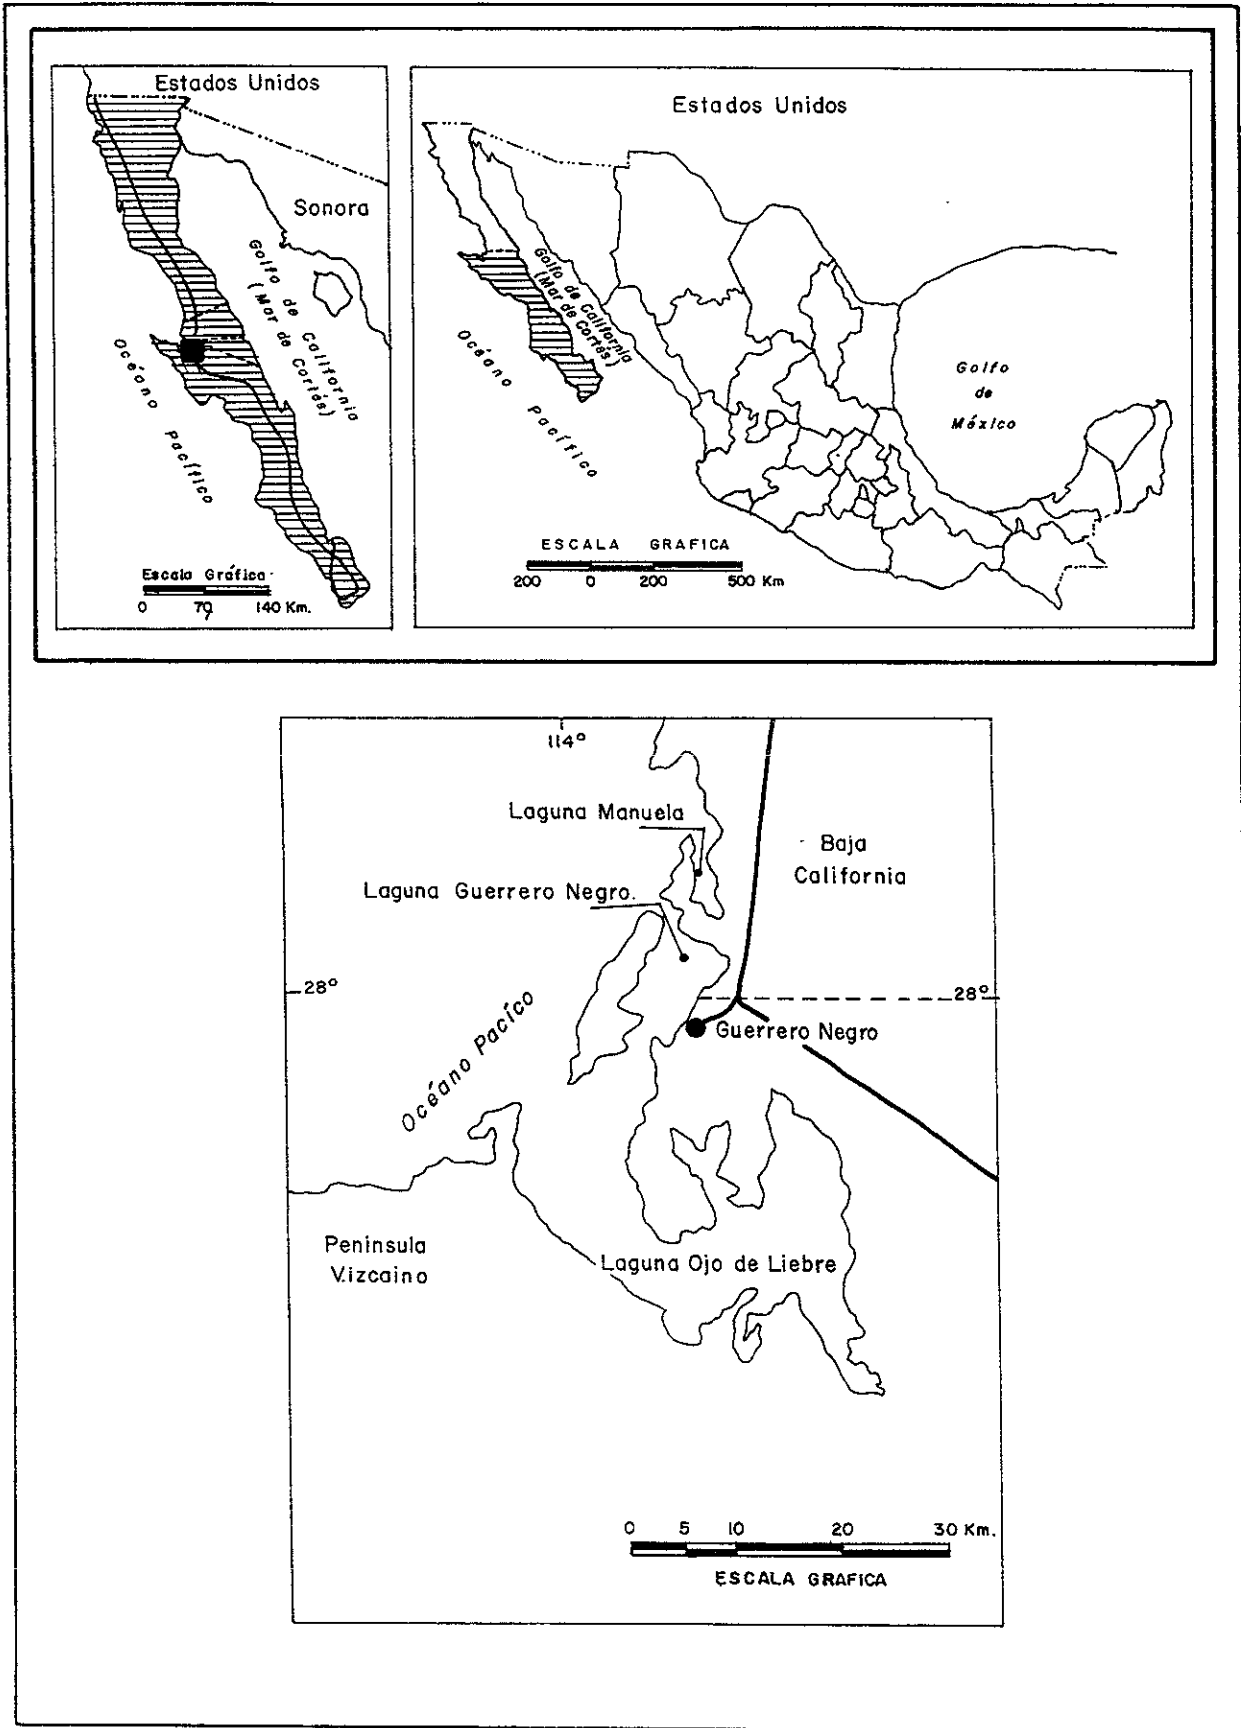 Estados Unidos
Sonora
Golfo de California
(Mar de Cortés)
Océano Pacífico
Escala Gráfica
0 70 140 Km.
Estados Unidos
Golfo de California
(Mar de Cortés)
Océano Pacífico
Golfo
de
México
ESCALA GRAFICA
200 0 200 500 Km
114°
Laguna Manuela
Baja
California
Laguna Guerrero Negro.
28° 28°
Océano Pacíco
Guerrero Negro
Península
Vizcaino
Laguna Ojo de Liebre
0 5 10 20 30 Km.
ESCALA GRAFICA